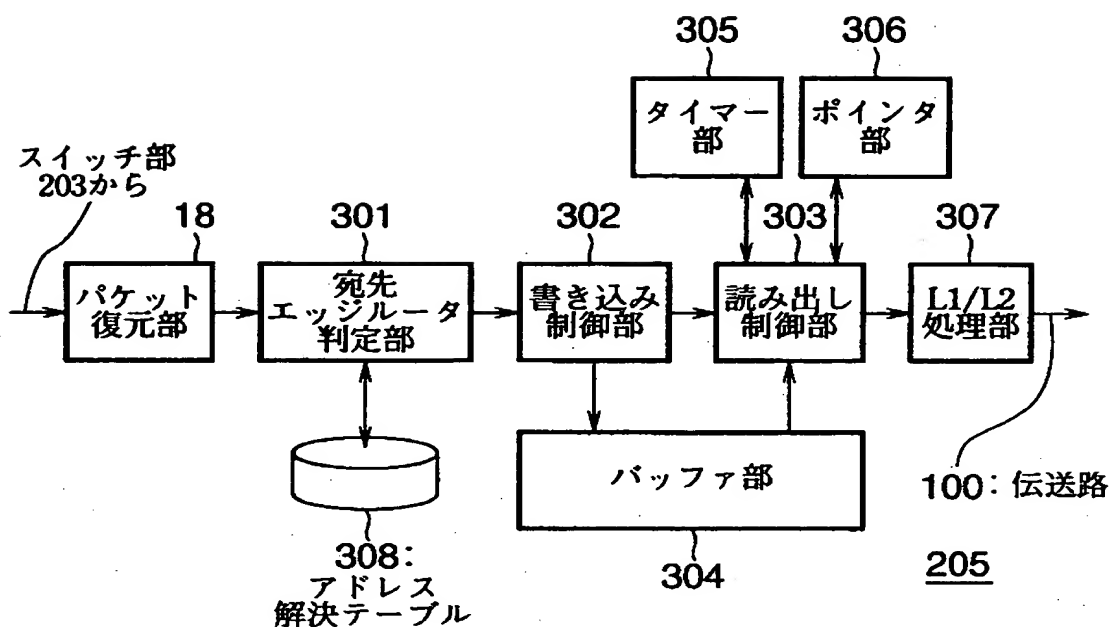 305
306
タイマー
部
ポインタ
部
スイッチ部
203から
18
301
302
303
307
パケット
復元部
宛先
エッジルータ
判定部
書き込み
制御部
読み出し
制御部
L1/L2
処理部
バッファ部
100: 伝送路
308:
アドレス
解決テーブル
304
205